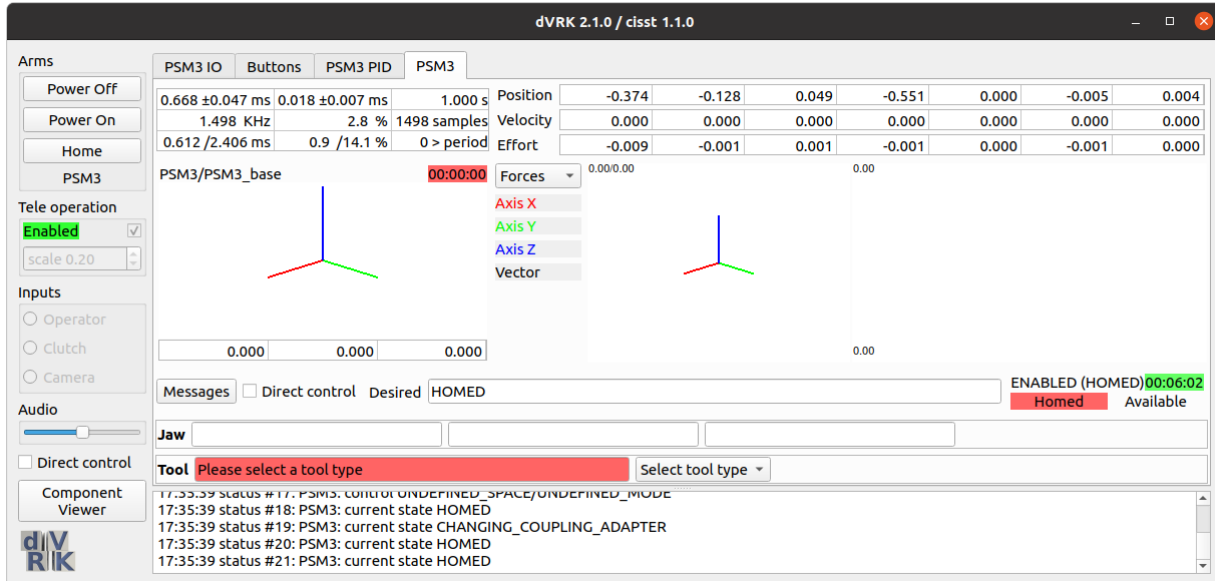 dVRK 2.1.0 / cisst 1.1.0
Arms
Power Off
Power On
Home
PSM3
Tele operation
Enabled
scale 0.20
Inputs
Operator
Clutch
Camera
Audio
Direct control
Component
Viewer
dVRK
PSM3 IO Buttons PSM3 PID PSM3
0.668 ±0.047 ms 0.018 ±0.007 ms 1.000 s
1.498 KHz 2.8 % 1498 samples
0.612 /2.406 ms 0.9 /14.1 % 0 > period
Position -0.374 -0.128 0.049 -0.551 0.000 -0.005 0.004
Velocity 0.000 0.000 0.000 0.000 0.000 0.000 0.000
Effort -0.009 -0.001 0.001 -0.001 0.000 -0.001 0.000
PSM3/PSM3_base 00:00:00
0.000 0.000 0.000
Forces
Axis X
Axis Y
Axis Z
Vector
0.00/0.00 0.00
0.00
Messages Direct control Desired HOMED
ENABLED (HOMED) 00:06:02
Homed Available
Jaw
Tool Please select a tool type Select tool type
17:35:39 status #17: PSM3: control UNDEFINED_SPACE/UNDEFINED_MODE
17:35:39 status #18: PSM3: current state HOMED
17:35:39 status #19: PSM3: current state CHANGING_COUPLING_ADAPTER
17:35:39 status #20: PSM3: current state HOMED
17:35:39 status #21: PSM3: current state HOMED